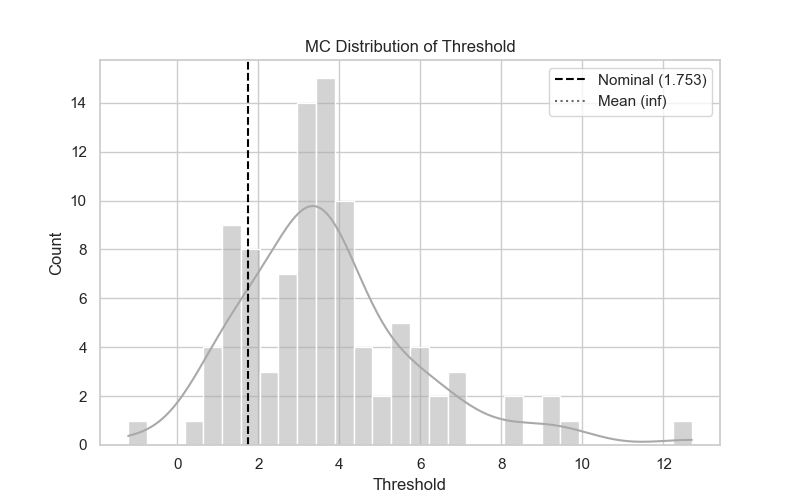 MC Distribution of Threshold
Nominal (1.753)
Mean (inf)
Count
14
12
10
8
6
4
2
0
0 2 4 6 8 10 12
Threshold